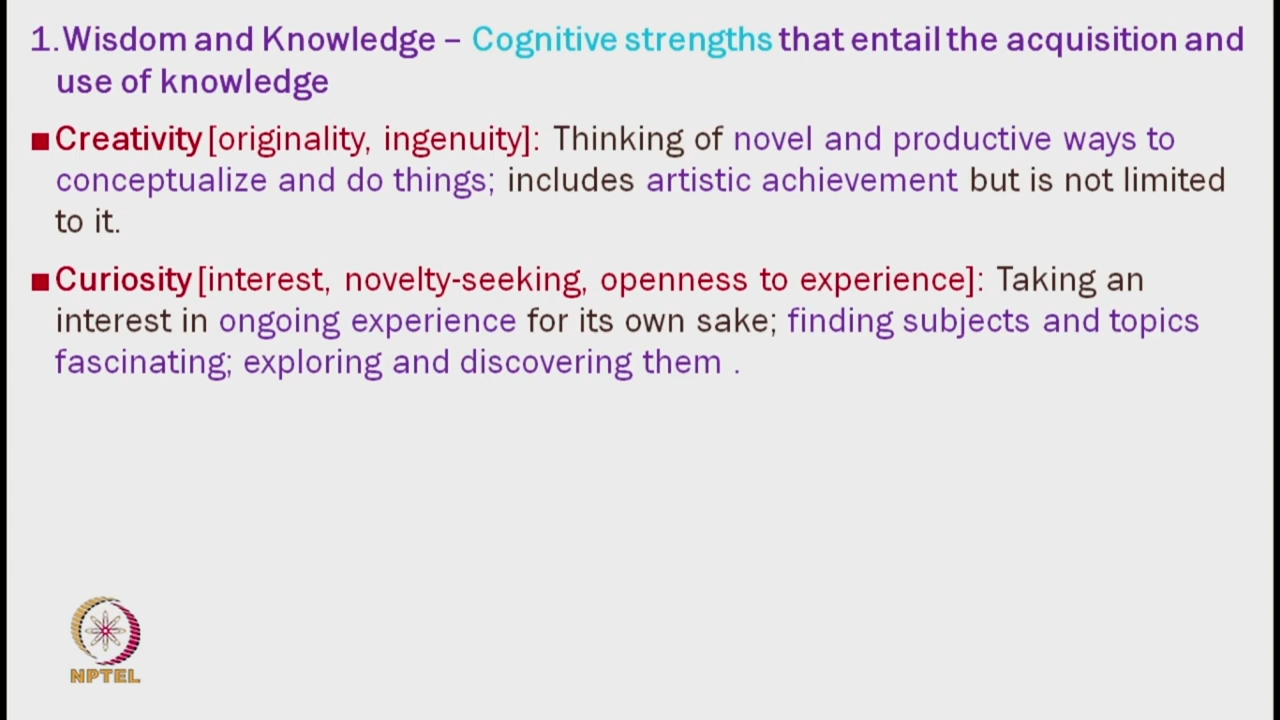 1.Wisdom and Knowledge – Cognitive strengths that entail the acquisition and
use of knowledge
■Creativity [originality, ingenuity]: Thinking of novel and productive ways to
conceptualize and do things; includes artistic achievement but is not limited
to it.
■Curiosity [interest, novelty-seeking, openness to experience]: Taking an
interest in ongoing experience for its own sake; finding subjects and topics
fascinating; exploring and discovering them .
NPTEL